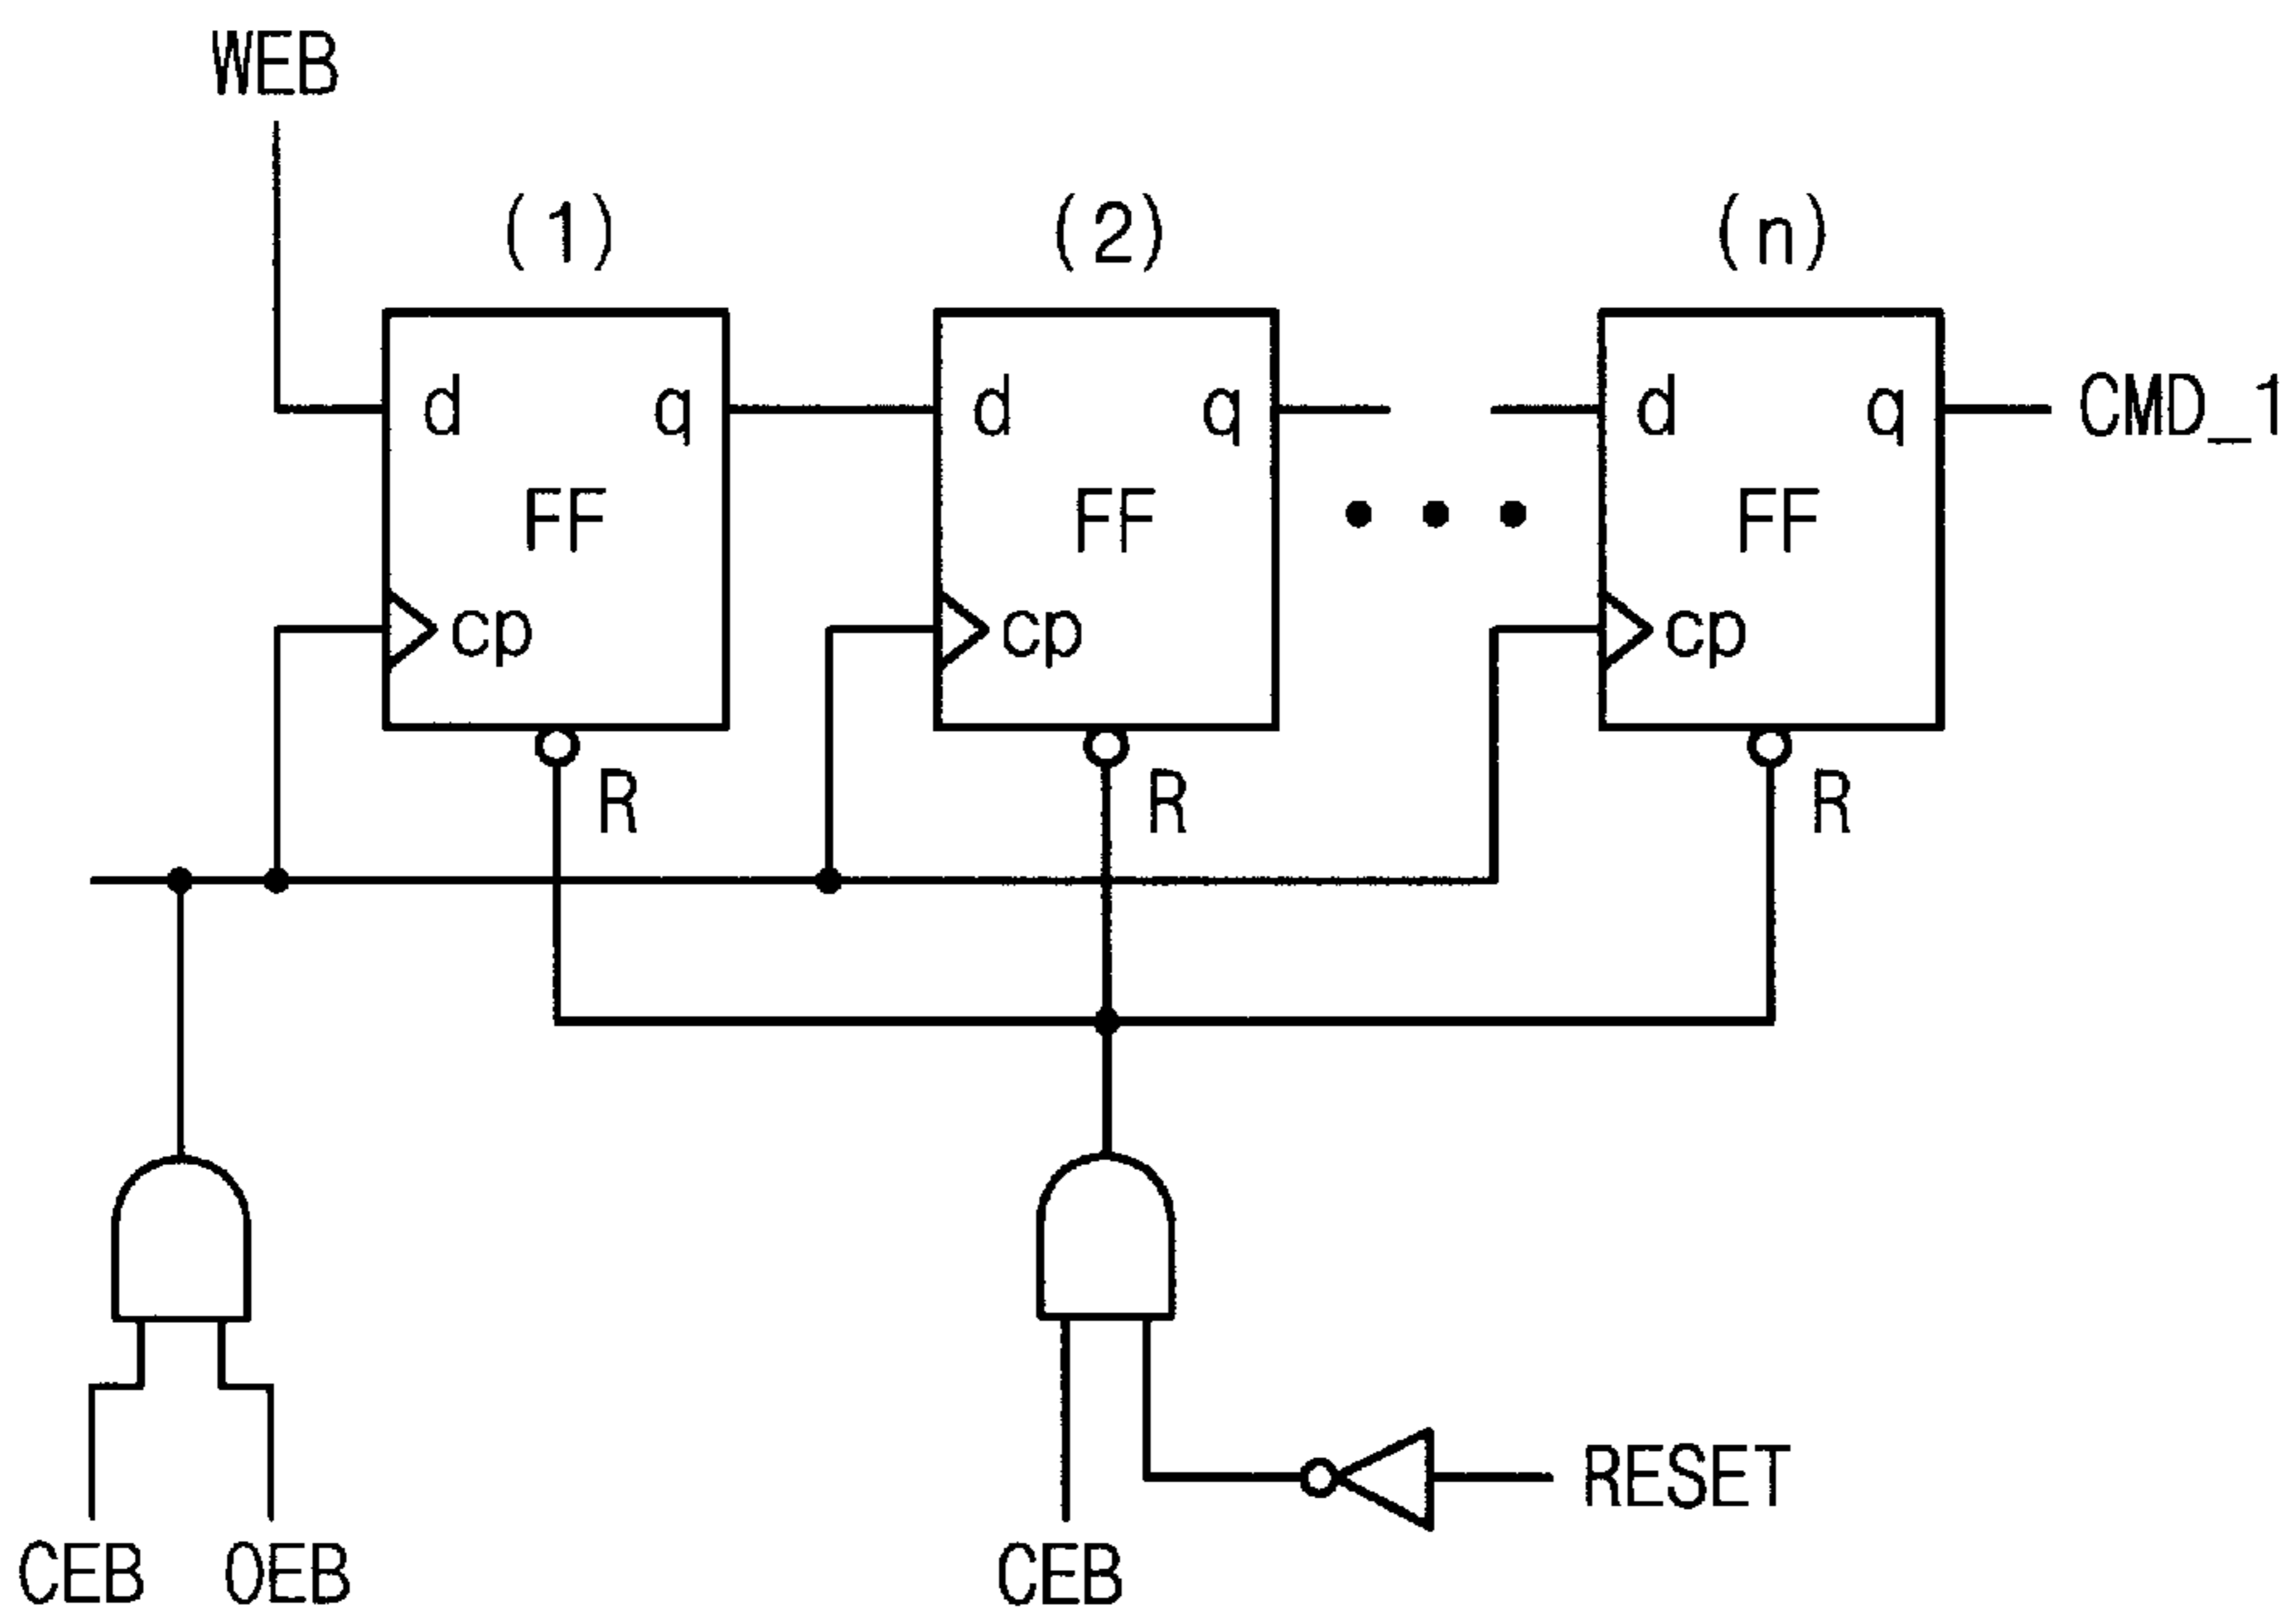 WEB
(1) (2) (n)
d q d q d q CMD_1
FF FF FF
cp cp cp
R R R
RESET
CEB OEB CEB